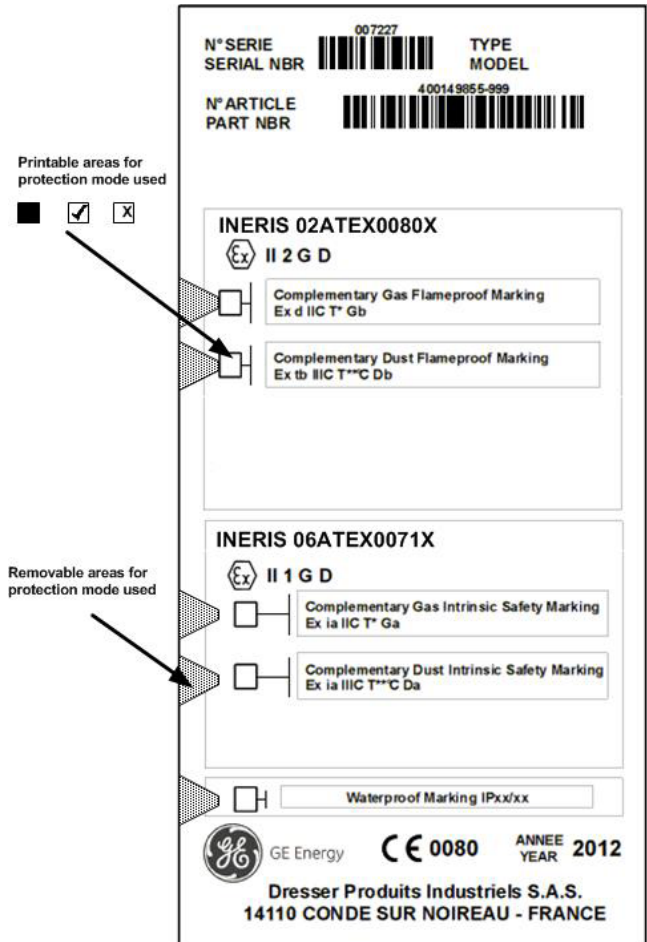 N° SERIE
SERIAL NBR
007227
TYPE
MODEL
N° ARTICLE
PART NBR
400149855-999
Printable areas for
protection mode used
X
INERIS 02ATEX0080X
Ex II 2 G D
Complementary Gas Flameproof Marking
Ex d IIC T* Gb
Complementary Dust Flameproof Marking
Ex tb IIIC T**°C Db
INERIS 06ATEX0071X
Removable areas for
protection mode used
Ex II 1 G D
Complementary Gas Intrinsic Safety Marking
Ex ia IIC T* Ga
Complementary Dust Intrinsic Safety Marking
Ex ia IIIC T**°C Da
Waterproof Marking IPxx/xx
GE GE Energy
CE 0080
ANNEE
YEAR 2012
Dresser Produits Industriels S.A.S.
14110 CONDE SUR NOIREAU - FRANCE